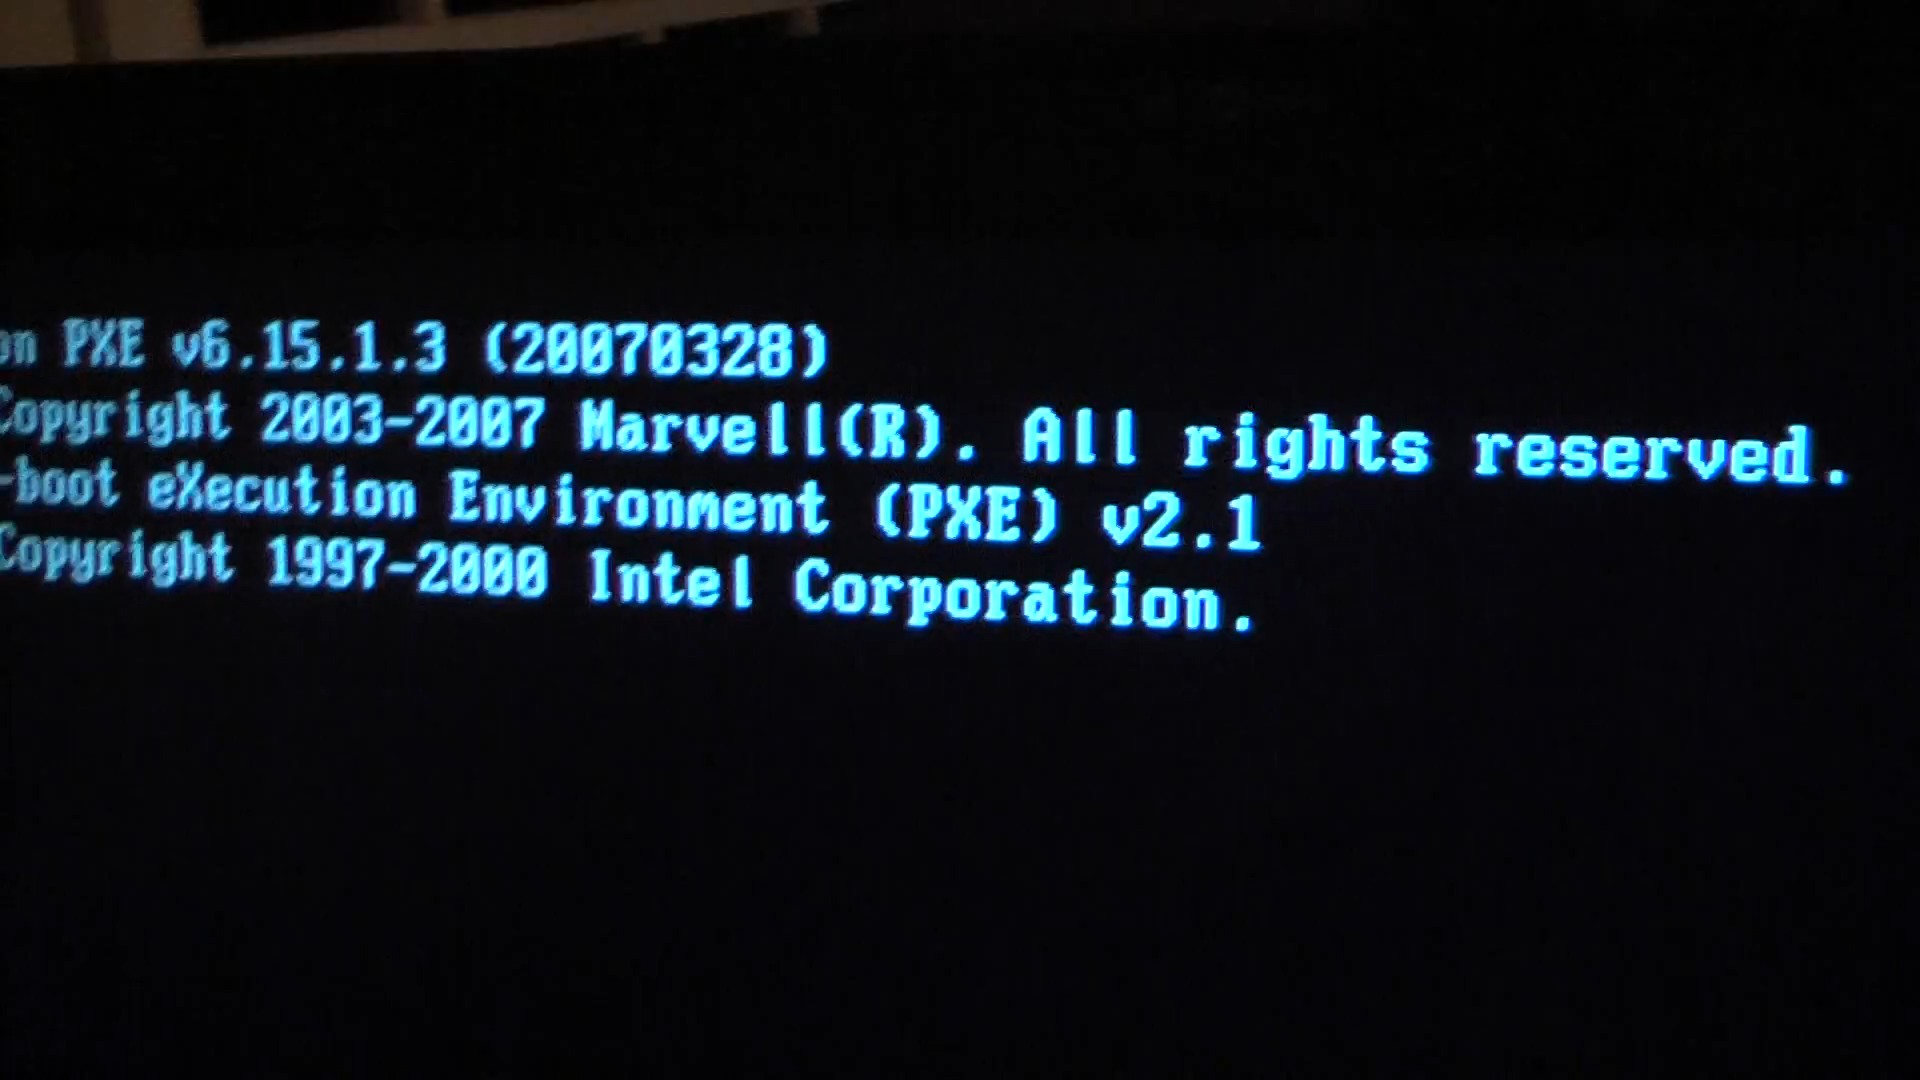 on PXE v6.15.1.3 (20070328)
Copyright 2003-2007 Marvell(R). All rights reserved.
-boot eXecution Environment (PXE) v2.1
Copyright 1997-2000 Intel Corporation.